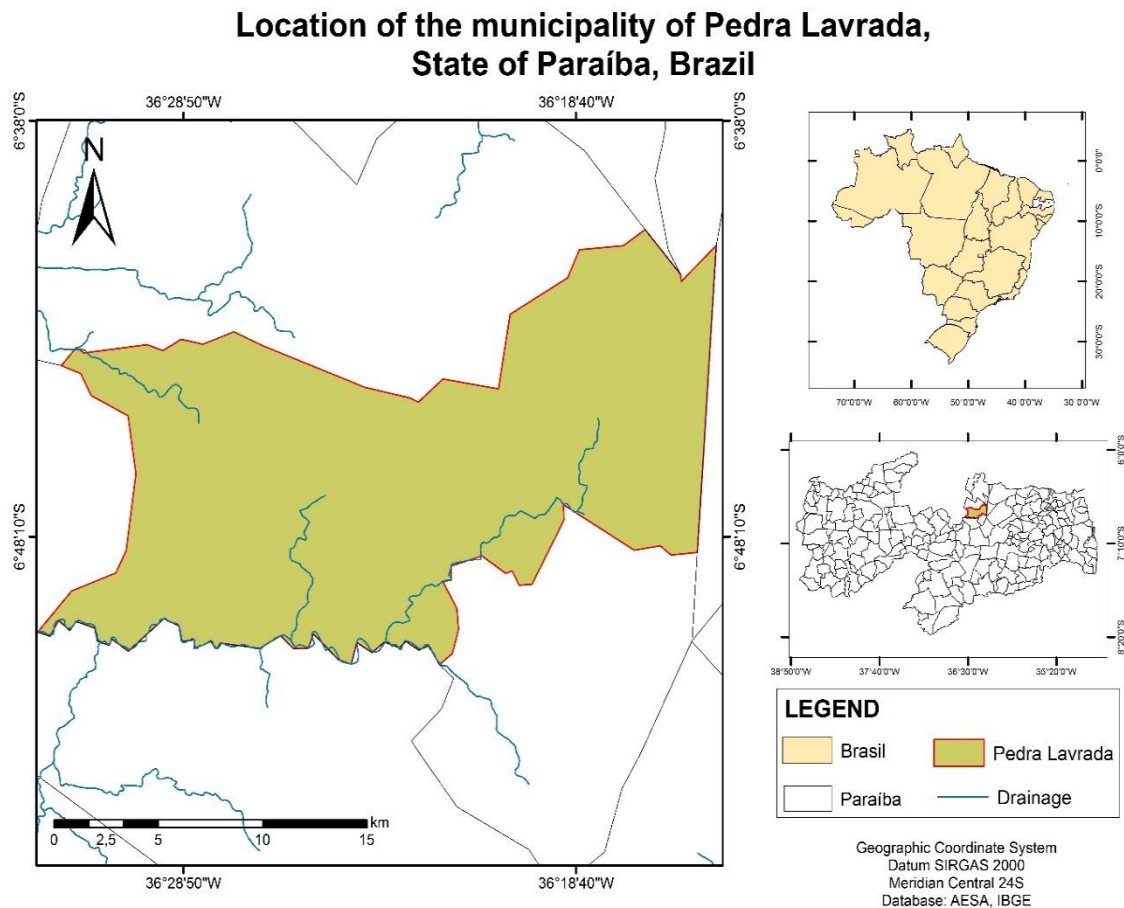 Location of the municipality of Pedra Lavrada,
State of Paraíba, Brazil
36°28'50"W 36°18'40"W
6°38'0"S 6°38'0"S
N
6°48'10"S 6°48'10"S
0 2,5 5 10 15 km
36°28'50"W 36°18'40"W
0°0'0"
10°0'0"S
20°0'0"S
30°0'0"S
70°0'0"W 60°0'0"W 50°0'0"W 40°0'0"W 30°0'0"W
6°0'0"S
7°10'0"S
8°20'0"S
38°50'0"W 37°40'0"W 36°30'0"W 35°20'0"W
LEGEND
Brasil Pedra Lavrada
Paraíba Drainage
Geographic Coordinate System
Datum SIRGAS 2000
Meridian Central 24S
Database: AESA, IBGE